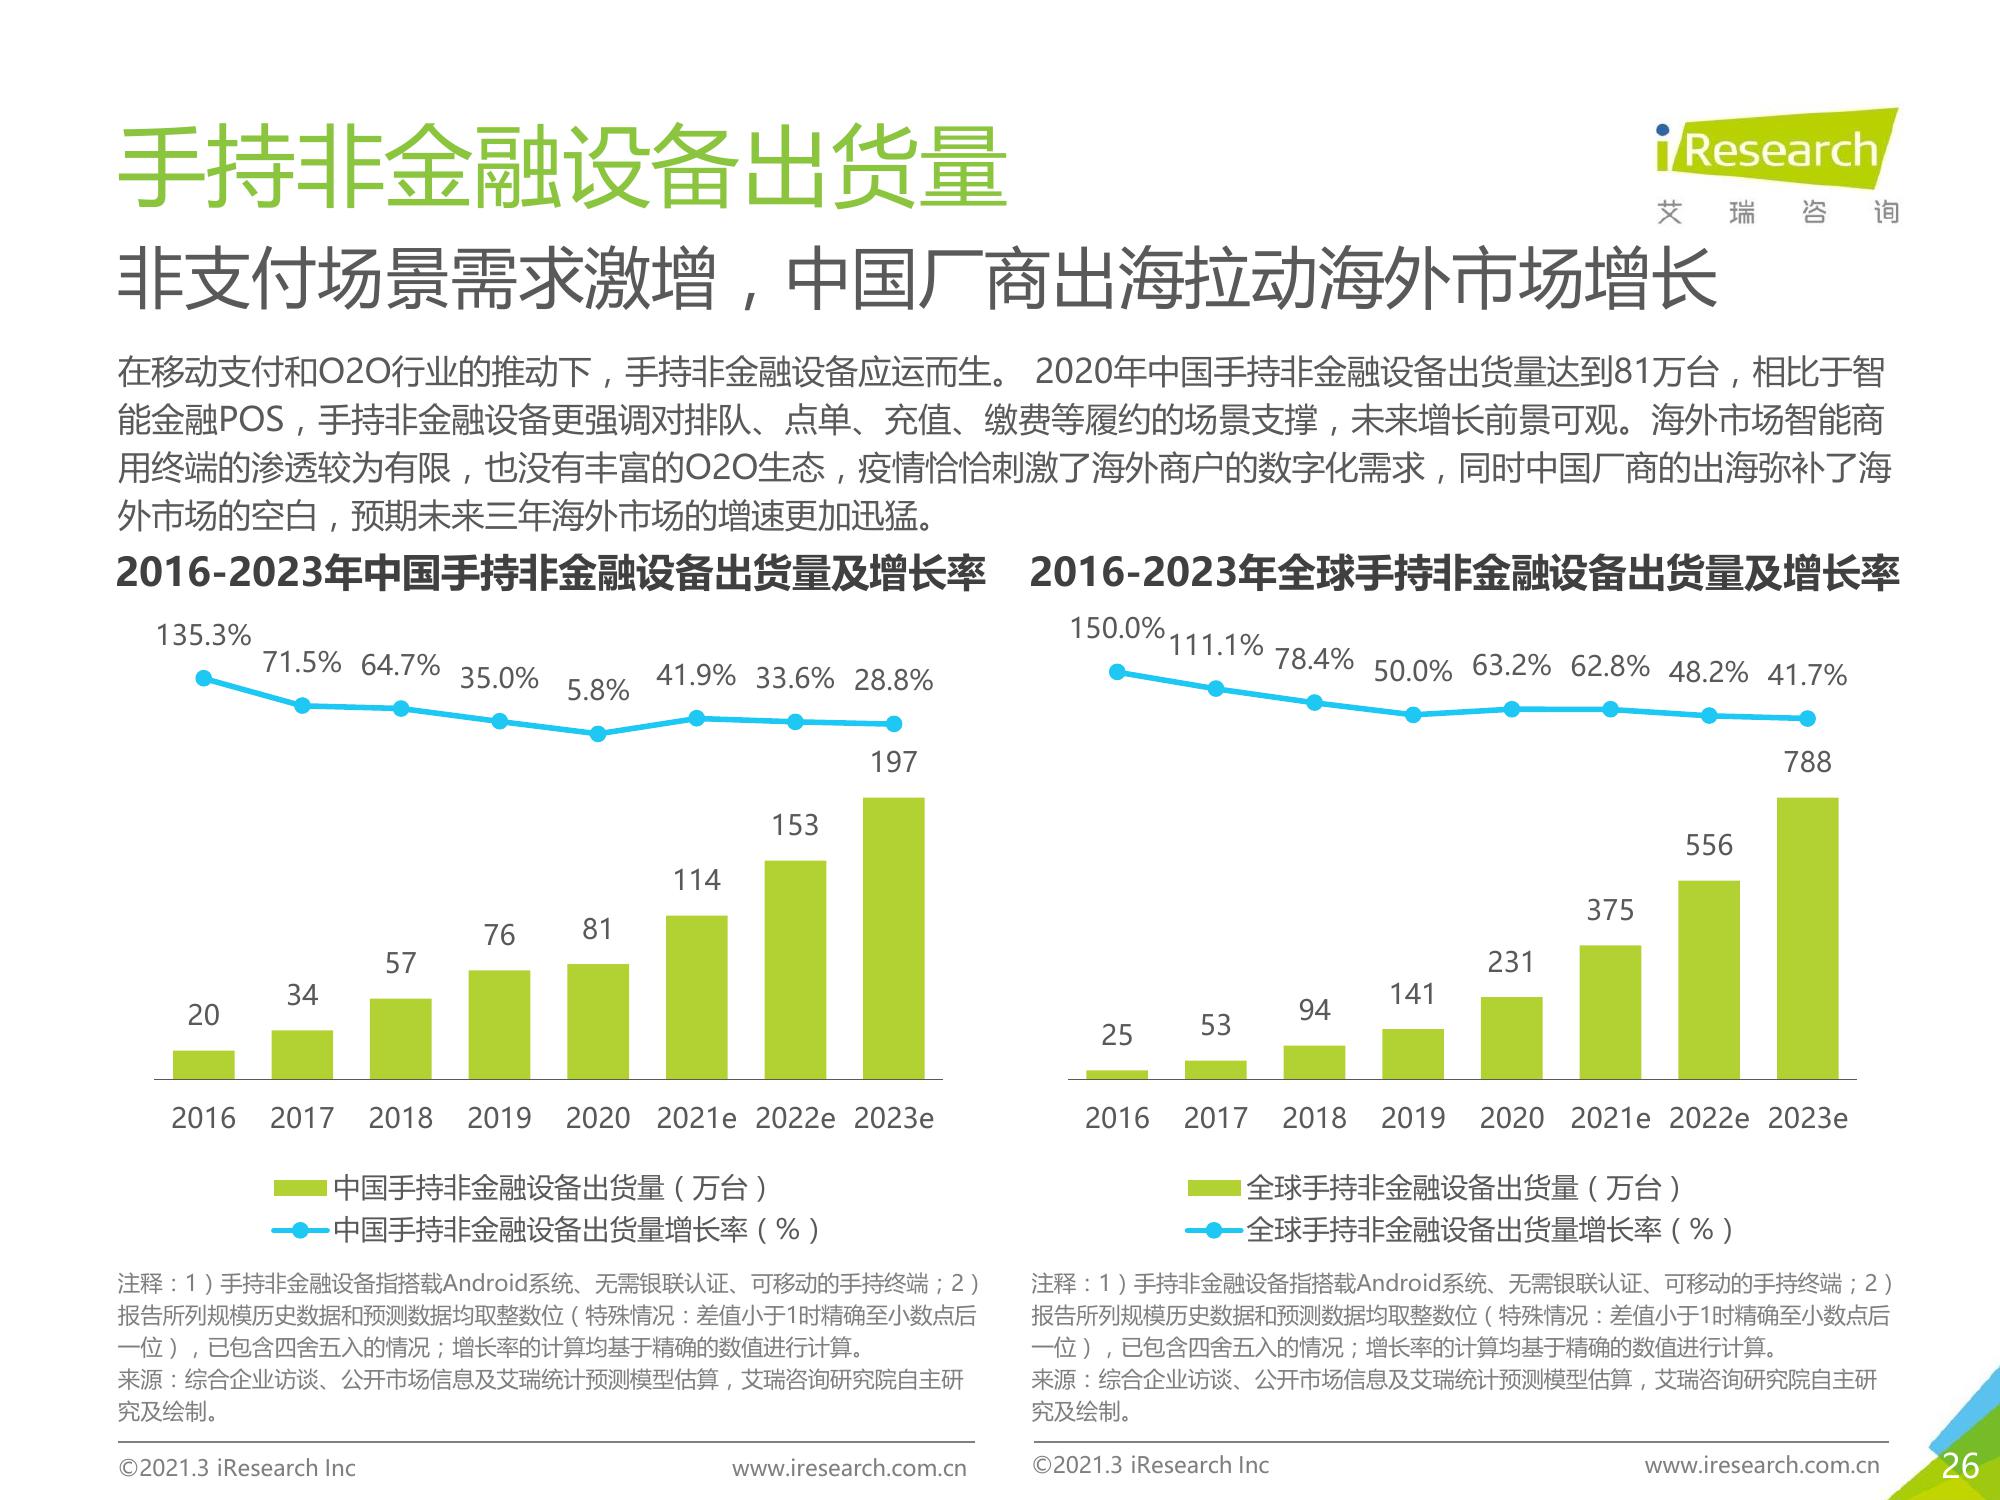 手持非金融设备出货量
iResearch
艾瑞咨询
非支付场景需求激增，中国厂商出海拉动海外市场增长
在移动支付和O2O行业的推动下，手持非金融设备应运而生。 2020年中国手持非金融设备出货量达到81万台，相比于智
能金融POS，手持非金融设备更强调对排队、点单、充值、缴费等履约的场景支撑，未来增长前景可观。海外市场智能商
用终端的渗透较为有限，也没有丰富的O2O生态，疫情恰恰刺激了海外商户的数字化需求，同时中国厂商的出海弥补了海
外市场的空白，预期未来三年海外市场的增速更加迅猛。
2016-2023年中国手持非金融设备出货量及增长率
135.3% 71.5% 64.7% 35.0% 5.8% 41.9% 33.6% 28.8%
20 34 57 76 81 114 153 197
2016 2017 2018 2019 2020 2021e 2022e 2023e
中国手持非金融设备出货量（万台）
中国手持非金融设备出货量增长率（%）
注释：1）手持非金融设备指搭载Android系统、无需银联认证、可移动的手持终端；2）
报告所列规模历史数据和预测数据均取整数位（特殊情况：差值小于1时精确至小数点后
一位），已包含四舍五入的情况；增长率的计算均基于精确的数值进行计算。
来源：综合企业访谈、公开市场信息及艾瑞统计预测模型估算，艾瑞咨询研究院自主研
究及绘制。
©2021.3 iResearch Inc www.iresearch.com.cn
2016-2023年全球手持非金融设备出货量及增长率
150.0% 111.1% 78.4% 50.0% 63.2% 62.8% 48.2% 41.7%
25 53 94 141 231 375 556 788
2016 2017 2018 2019 2020 2021e 2022e 2023e
全球手持非金融设备出货量（万台）
全球手持非金融设备出货量增长率（%）
注释：1）手持非金融设备指搭载Android系统、无需银联认证、可移动的手持终端；2）
报告所列规模历史数据和预测数据均取整数位（特殊情况：差值小于1时精确至小数点后
一位），已包含四舍五入的情况；增长率的计算均基于精确的数值进行计算。
来源：综合企业访谈、公开市场信息及艾瑞统计预测模型估算，艾瑞咨询研究院自主研
究及绘制。
©2021.3 iResearch Inc www.iresearch.com.cn
26